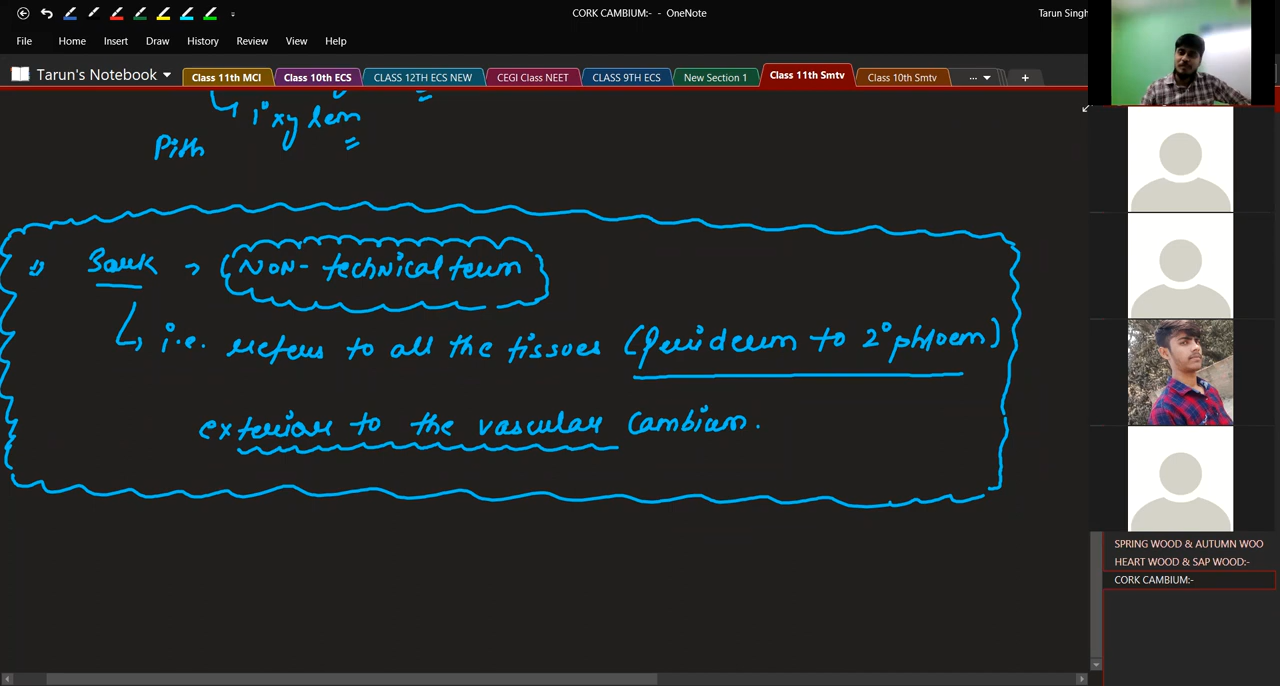 CORK CAMBIUM:- - OneNote
Tarun Singh
File Home Insert Draw History View Help
Tarun's Notebook
Class 11th MCI Class 10th ECS CLASS 12TH ECS NEW CEGI Class NEET CLASS 9TH ECS New Section 1 Class 11th Smtv Class 10th Smtv ... +
1° xylem
Pith
Bark → Non-technical term
i.e. refers to all the tissues (Periderm to 2° phloem)
exterior to the vascular cambium.
SPRING WOOD & AUTUMN WOO
HEART WOOD & SAP WOOD:-
CORK CAMBIUM:-